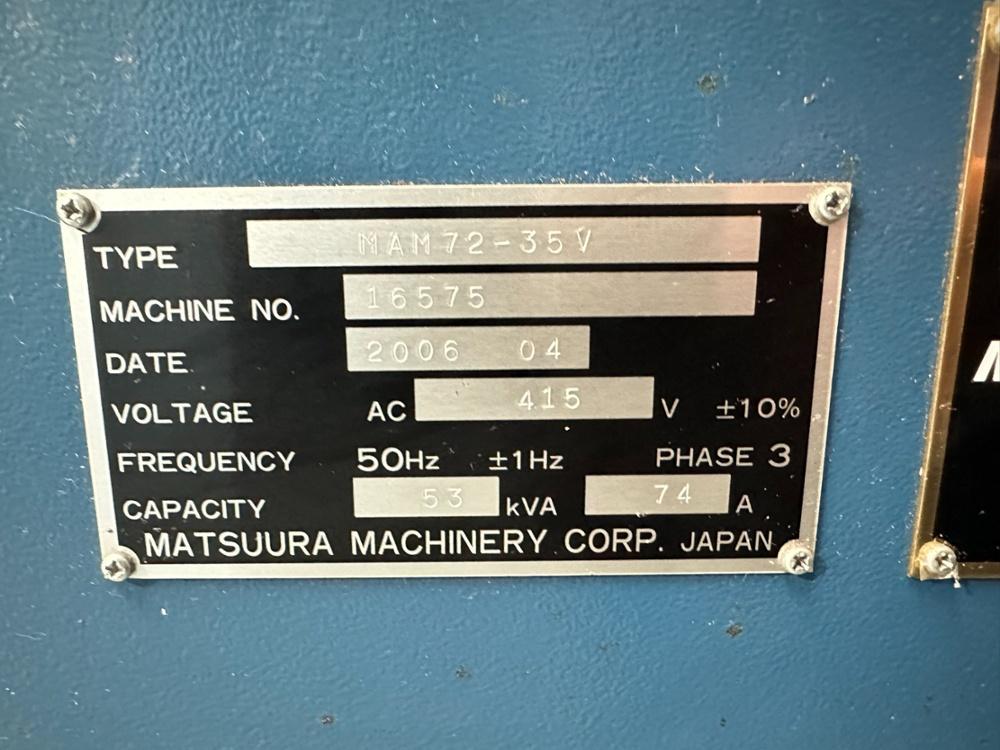 TYPE MAM72-35V
MACHINE NO. 16575
DATE 2006 04
VOLTAGE AC 415 V ±10%
FREQUENCY 50Hz ±1Hz PHASE 3
CAPACITY 53 kVA 74 A
MATSUURA MACHINERY CORP. JAPAN